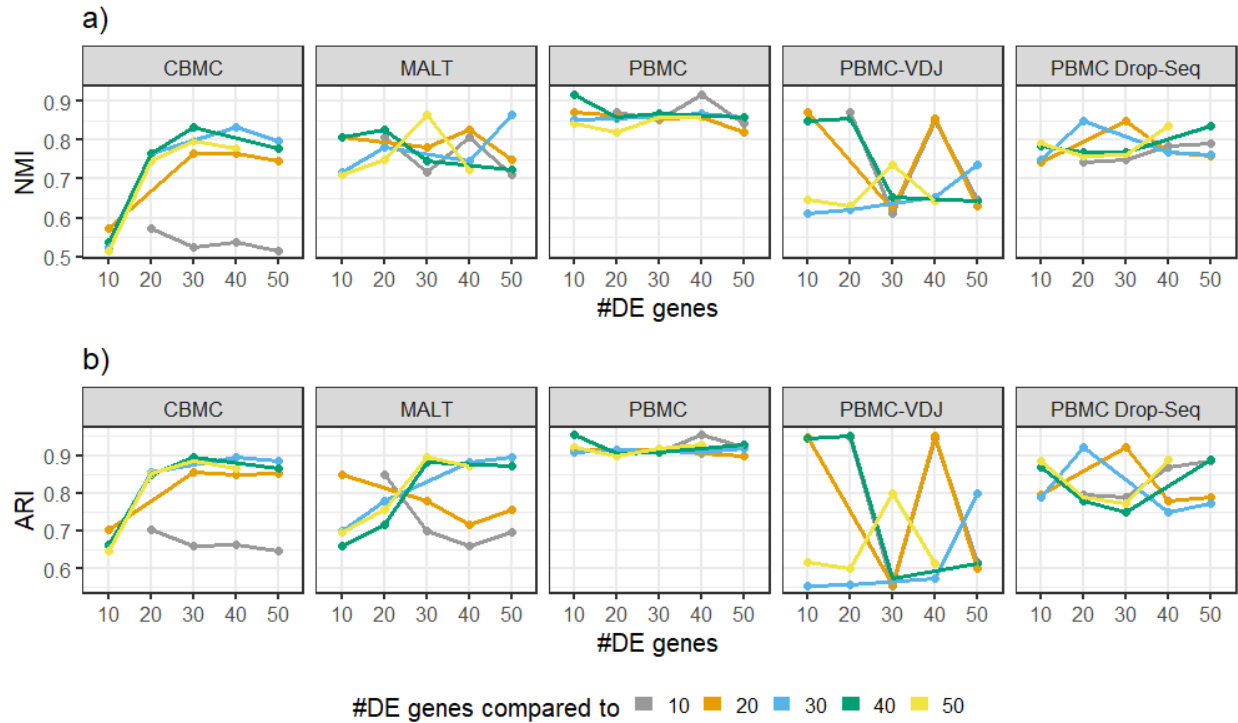 a)
CBMC MALT PBMC PBMC-VDJ PBMC Drop-Seq
0.9
0.8
0.7
0.6
0.5
NMI
10 20 30 40 50 10 20 30 40 50 10 20 30 40 50 10 20 30 40 50 10 20 30 40 50
#DE genes
b)
CBMC MALT PBMC PBMC-VDJ PBMC Drop-Seq
0.9
0.8
0.7
0.6
ARI
10 20 30 40 50 10 20 30 40 50 10 20 30 40 50 10 20 30 40 50 10 20 30 40 50
#DE genes
#DE genes compared to 10 20 30 40 50